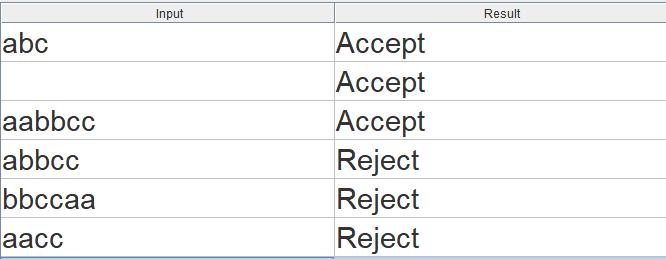 Input Result
abc Accept
Accept
aabbcc Accept
abbcc Reject
bbccaa Reject
aacc Reject